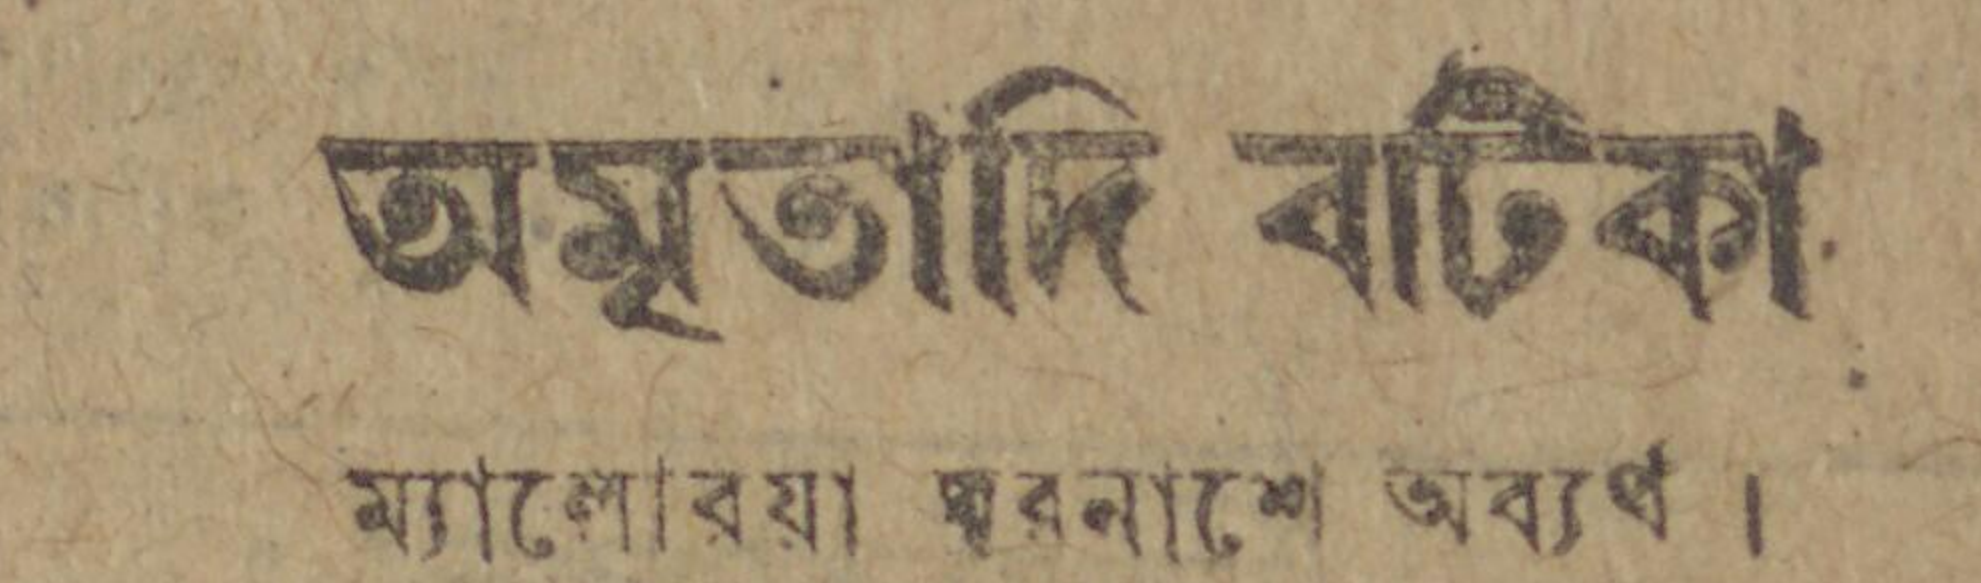 অমৃতাদি বটিকা
ম্যালেরিয়া জ্বরনাশে অব্যর্থ ।